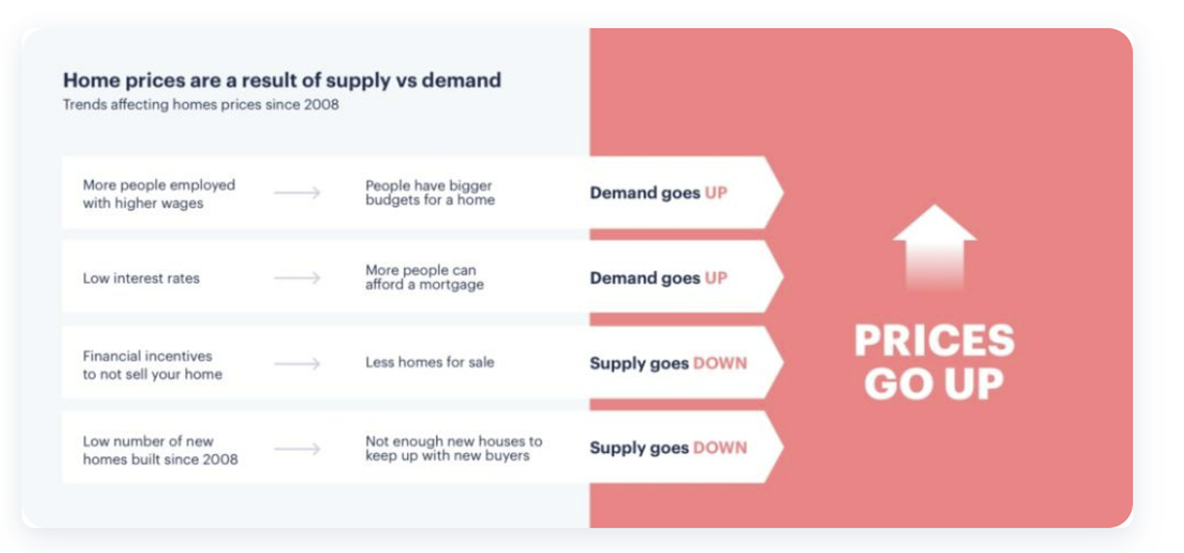 Home prices are a result of supply vs demand
Trends affecting homes prices since 2008
More people employed
with higher wages
People have bigger
budgets for a home
Demand goes UP
Low interest rates
More people can
afford a mortgage
Demand goes UP
Financial incentives
to not sell your home
Less homes for sale
Supply goes DOWN
Low number of new
homes built since 2008
Not enough new houses to
keep up with new buyers
Supply goes DOWN
PRICES
GO UP